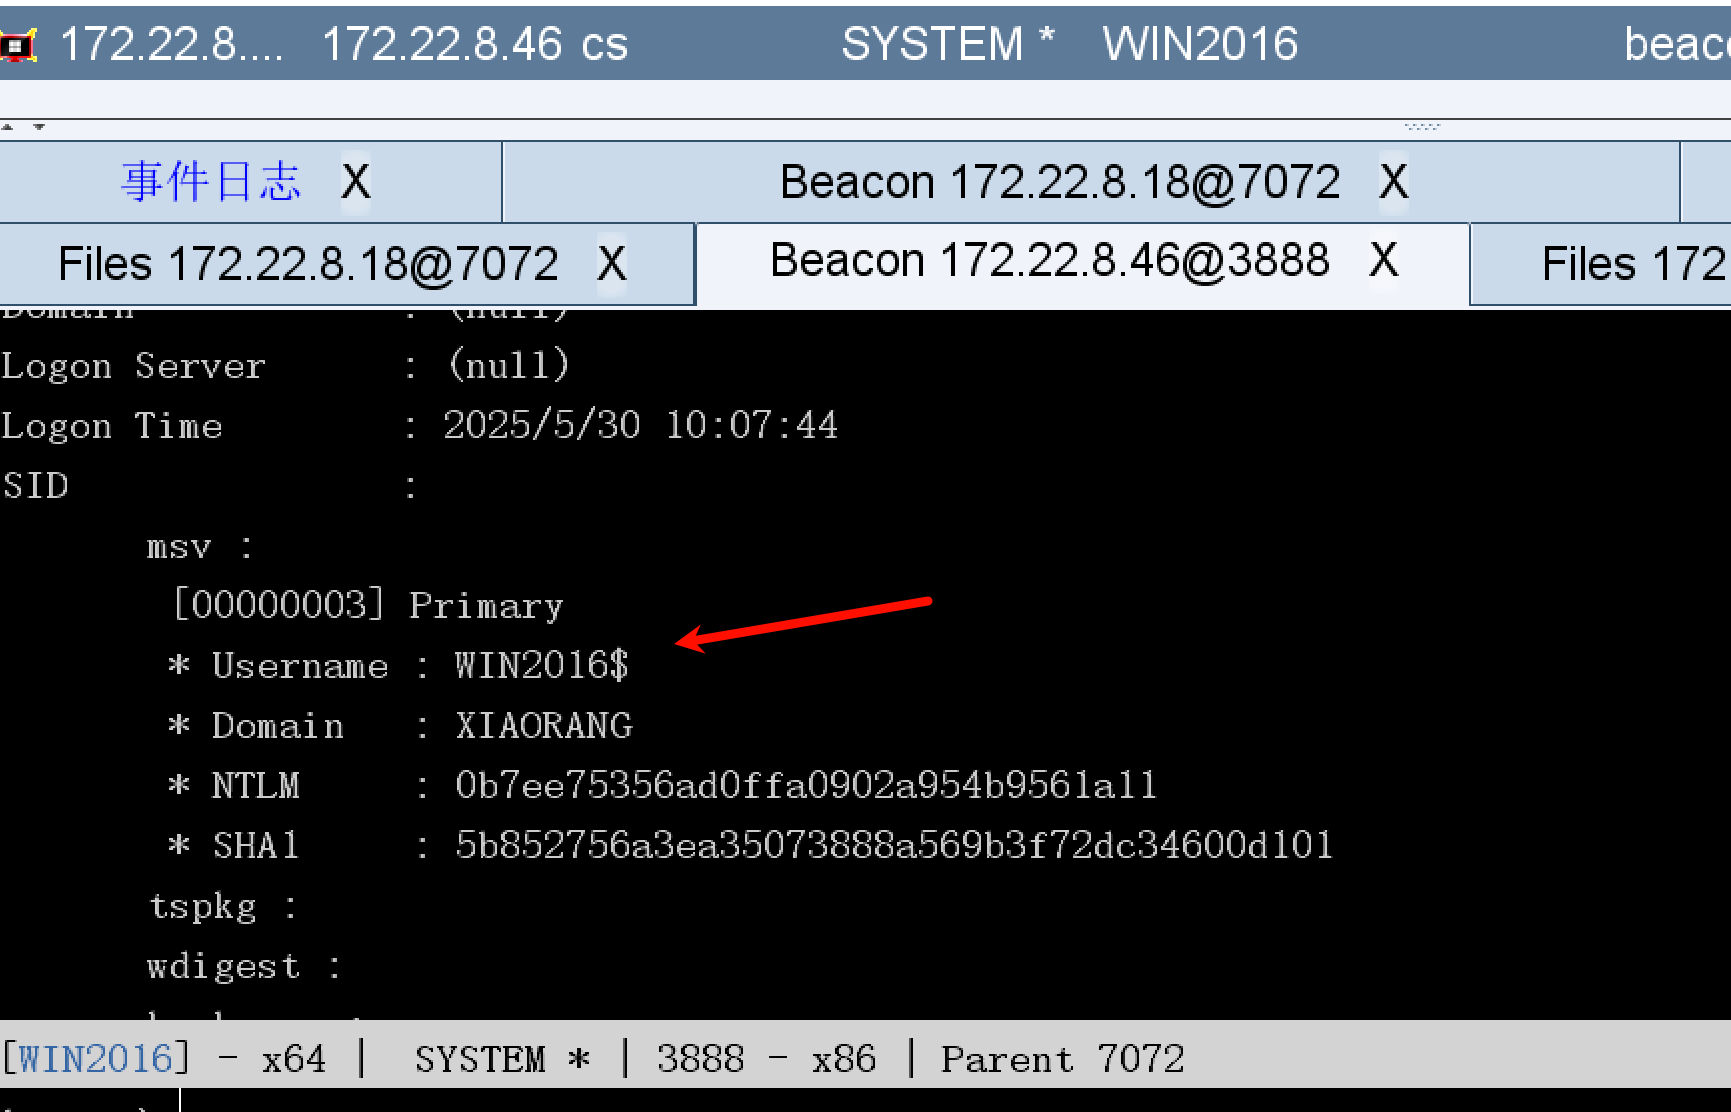 172.22.8.... 172.22.8.46 cs SYSTEM * WIN2016
事件日志 X Beacon 172.22.8.18@7072 X
Files 172.22.8.18@7072 X Beacon 172.22.8.46@3888 X Files 172
Domain : (null)
Logon Server : (null)
Logon Time : 2025/5/30 10:07:44
SID :
msv :
[00000003] Primary
* Username : WIN2016$
* Domain : XIAORANG
* NTLM : 0b7ee75356ad0ffa0902a954b9561a11
* SHA1 : 5b852756a3ea35073888a569b3f72dc34600d101
tspkg :
wdigest :
[WIN2016] - x64 | SYSTEM * | 3888 - x86 | Parent 7072